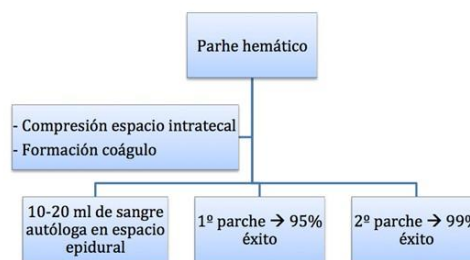 Parhe hemático
- Compresión espacio intratecal
- Formación coágulo
10-20 ml de sangre
autóloga en espacio
epidural
1º parche → 95%
éxito
2º parche → 99%
éxito